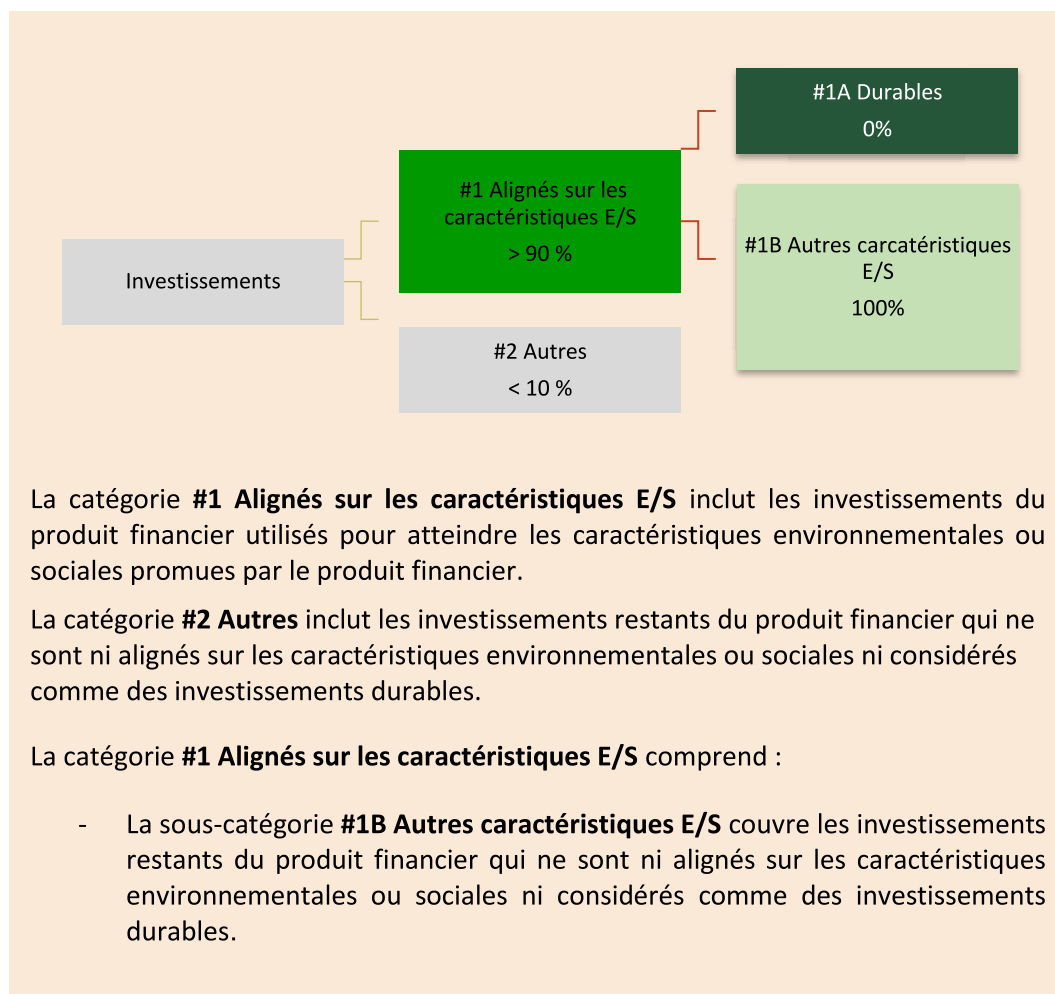 #1A Durables
0%
#1 Alignés sur les
caractéristiques E/S
> 90 %
#1B Autres carcatéristiques
E/S
100%
Investissements
#2 Autres
< 10 %
La catégorie #1 Alignés sur les caractéristiques E/S inclut les investissements du
produit financier utilisés pour atteindre les caractéristiques environnementales ou
sociales promues par le produit financier.
La catégorie #2 Autres inclut les investissements restants du produit financier qui ne
sont ni alignés sur les caractéristiques environnementales ou sociales ni considérés
comme des investissements durables.
La catégorie #1 Alignés sur les caractéristiques E/S comprend :
- La sous-catégorie #1B Autres caractéristiques E/S couvre les investissements
restants du produit financier qui ne sont ni alignés sur les caractéristiques
environnementales ou sociales ni considérés comme des investissements
durables.